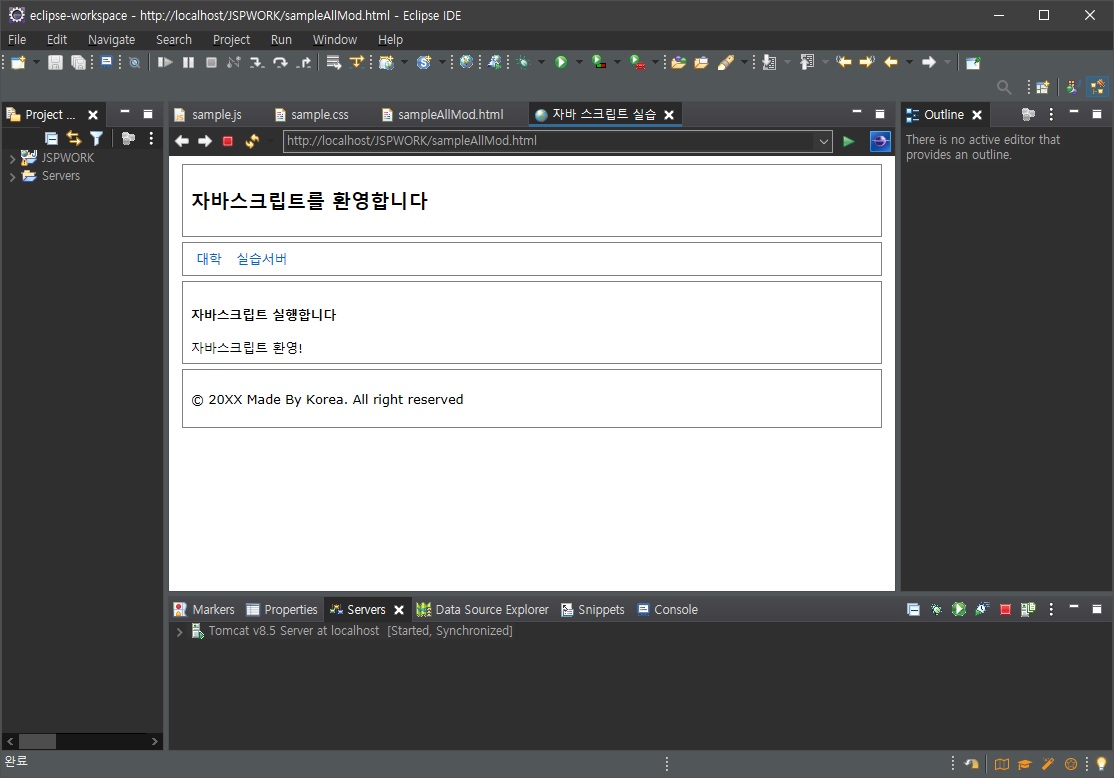 eclipse-workspace - http://localhost/JSPWORK/sampleAllMod.html - Eclipse IDE
File Edit Navigate Search Project Run Window Help
Project ...
sample.js sample.css sampleAllMod.html 자바 스크립트 실습
Outline
http://localhost/JSPWORK/sampleAllMod.html
There is no active editor that
provides an outline.
JSPWORK
Servers
자바스크립트를 환영합니다
대학 실습서버
자바스크립트 실행합니다
자바스크립트 환영!
© 20XX Made By Korea. All right reserved
Markers Properties Servers Data Source Explorer Snippets Console
Tomcat v8.5 Server at localhost [Started, Synchronized]
완료